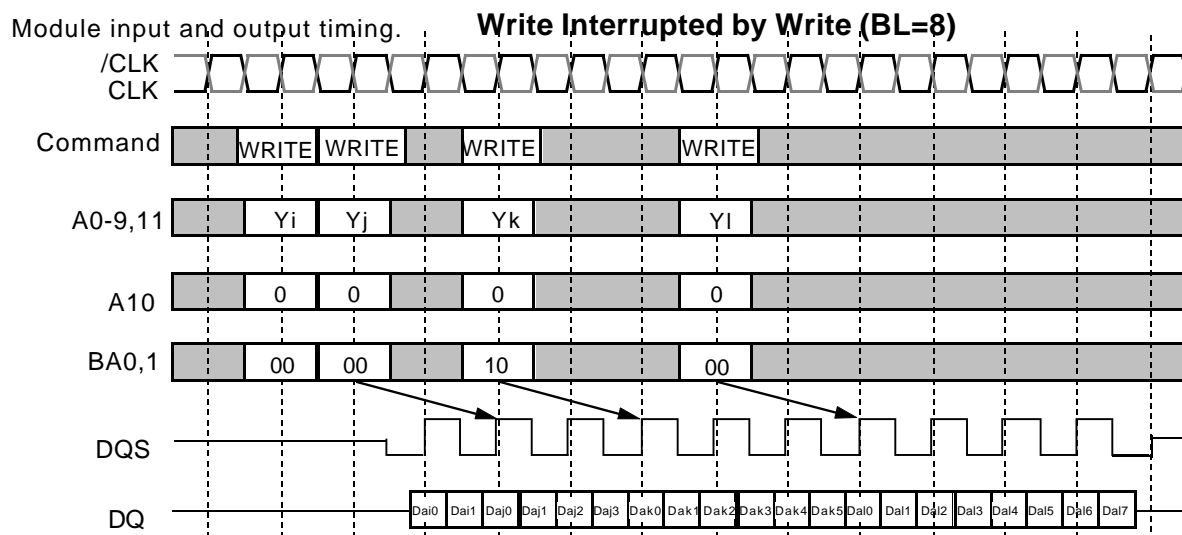 Module input and output timing.
Write Interrupted by Write (BL=8)
/CLK
CLK
Command WRITE WRITE WRITE WRITE
A0-9,11 Yi Yj Yk Yl
A10 0 0 0 0
BA0,1 00 00 10 00
DQS
DQ Dai0 Dai1 Daj0 Daj1 Daj2 Daj3 Dak0 Dak1 Dak2 Dak3 Dak4 Dak5 Dal0 Dal1 Dal2 Dal3 Dal4 Dal5 Dal6 Dal7